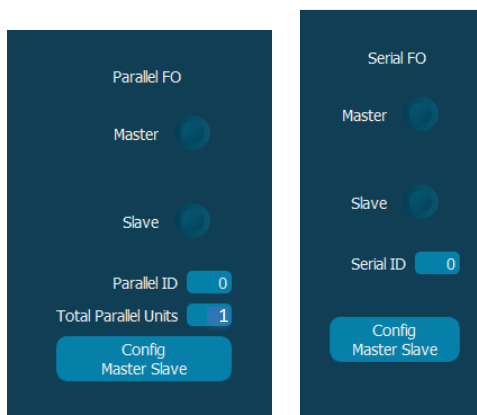 Parallel FO
Master
Slave
Parallel ID 0
Total Parallel Units 1
Config
Master Slave
Serial FO
Master
Slave
Serial ID 0
Config
Master Slave